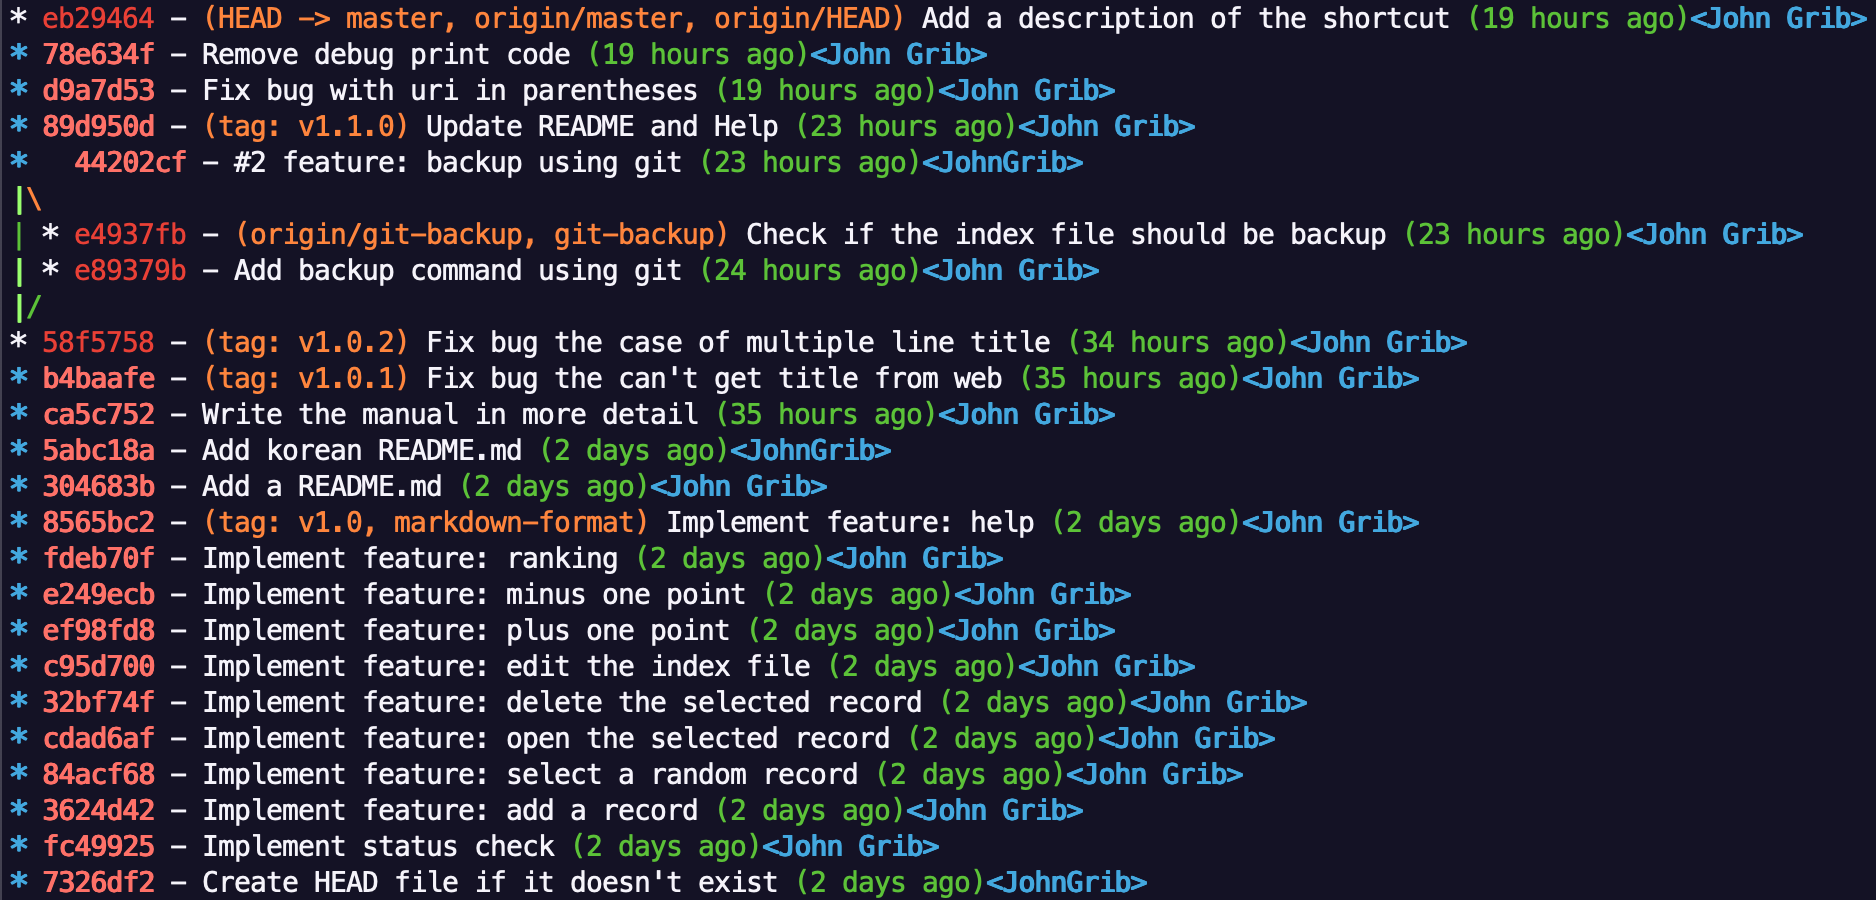 * eb29464 - (HEAD -> master, origin/master, origin/HEAD) Add a description of the shortcut (19 hours ago)<John Grib>
* 78e634f - Remove debug print code (19 hours ago)<John Grib>
* d9a7d53 - Fix bug with uri in parentheses (19 hours ago)<John Grib>
* 89d950d - (tag: v1.1.0) Update README and Help (23 hours ago)<John Grib>
*   44202cf - #2 feature: backup using git (23 hours ago)<JohnGrib>
|\
| * e4937fb - (origin/git-backup, git-backup) Check if the index file should be backup (23 hours ago)<John Grib>
| * e89379b - Add backup command using git (24 hours ago)<John Grib>
|/
* 58f5758 - (tag: v1.0.2) Fix bug the case of multiple line title (34 hours ago)<John Grib>
* b4baafe - (tag: v1.0.1) Fix bug the can't get title from web (35 hours ago)<John Grib>
* ca5c752 - Write the manual in more detail (35 hours ago)<John Grib>
* 5abc18a - Add korean README.md (2 days ago)<JohnGrib>
* 304683b - Add a README.md (2 days ago)<John Grib>
* 8565bc2 - (tag: v1.0, markdown-format) Implement feature: help (2 days ago)<John Grib>
* fdeb70f - Implement feature: ranking (2 days ago)<John Grib>
* e249ecb - Implement feature: minus one point (2 days ago)<John Grib>
* ef98fd8 - Implement feature: plus one point (2 days ago)<John Grib>
* c95d700 - Implement feature: edit the index file (2 days ago)<John Grib>
* 32bf74f - Implement feature: delete the selected record (2 days ago)<John Grib>
* cdad6af - Implement feature: open the selected record (2 days ago)<John Grib>
* 84acf68 - Implement feature: select a random record (2 days ago)<John Grib>
* 3624d42 - Implement feature: add a record (2 days ago)<John Grib>
* fc49925 - Implement status check (2 days ago)<John Grib>
* 7326df2 - Create HEAD file if it doesn't exist (2 days ago)<JohnGrib>